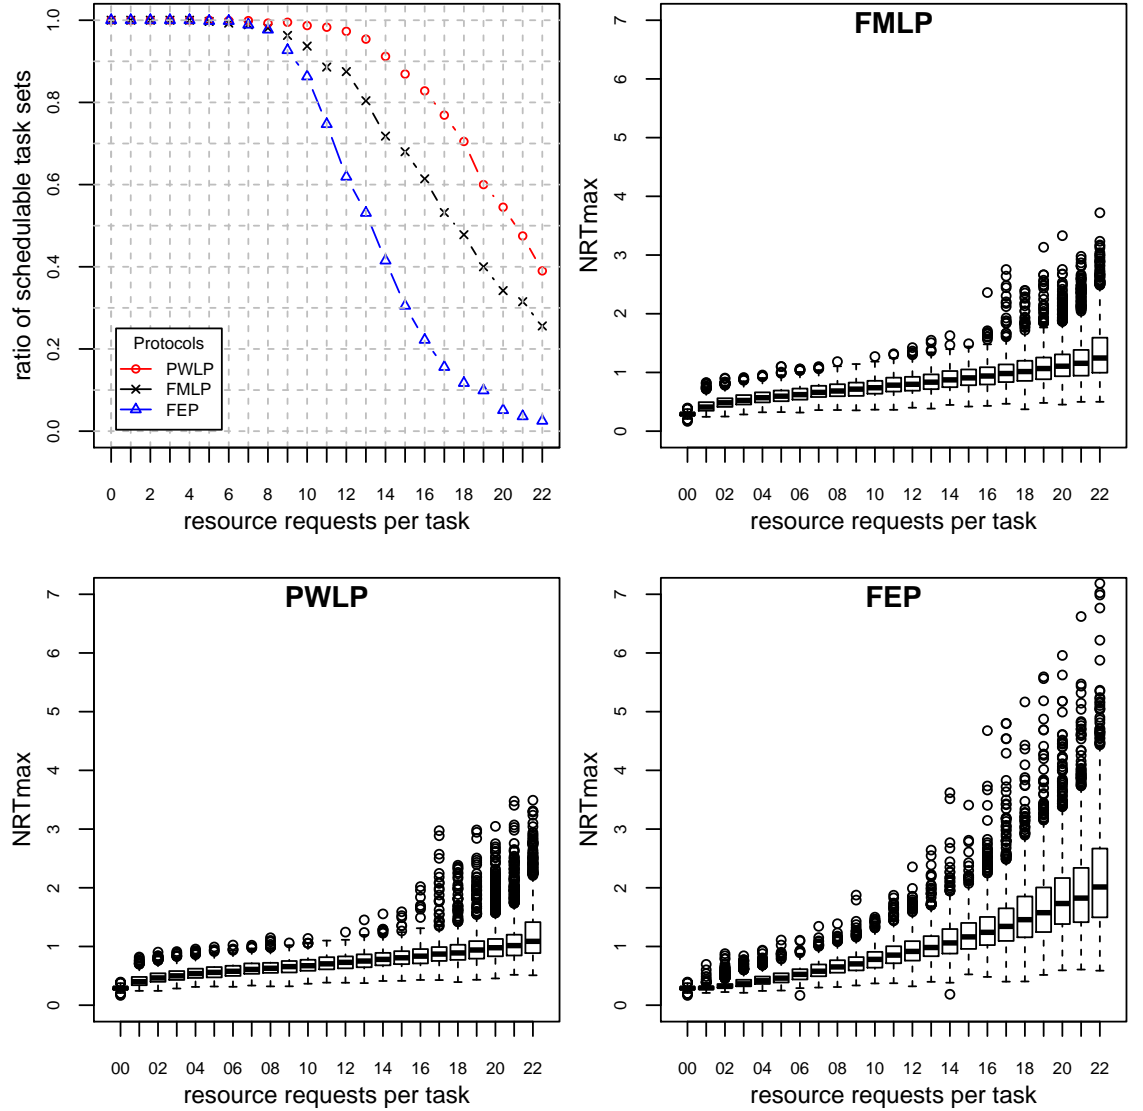 ratio of schedulable task sets
1.0
0.8
0.6
0.4
0.2
0.0
Protocols
PWLP
FMLP
FEP
0 2 4 6 8 10 12 14 16 18 20 22
resource requests per task
FMLP
NRTmax
7
6
5
4
3
2
1
0
00 02 04 06 08 10 12 14 16 18 20 22
resource requests per task
PWLP
NRTmax
7
6
5
4
3
2
1
0
00 02 04 06 08 10 12 14 16 18 20 22
resource requests per task
FEP
NRTmax
7
6
5
4
3
2
1
0
00 02 04 06 08 10 12 14 16 18 20 22
resource requests per task